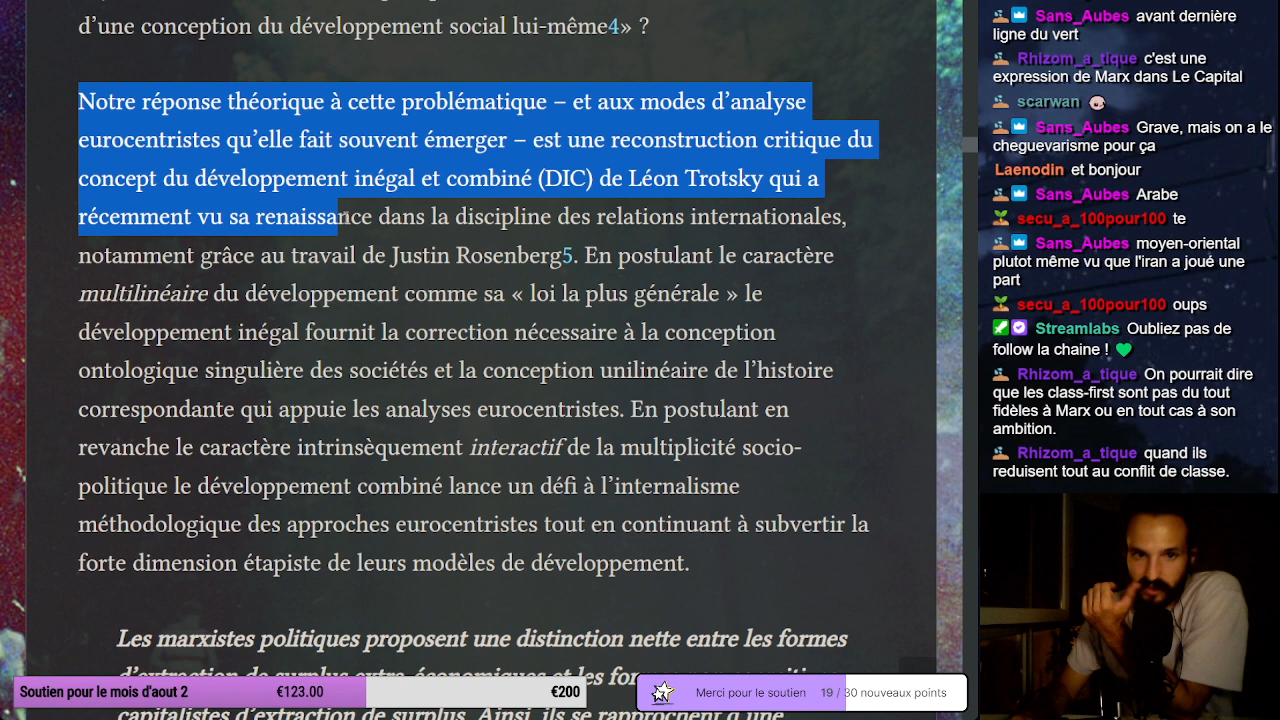 d'une conception du développement social lui-même4» ?
Notre réponse théorique à cette problématique – et aux modes d'analyse
eurocentristes qu'elle fait souvent émerger – est une reconstruction critique du
concept du développement inégal et combiné (DIC) de Léon Trotsky qui a
récemment vu sa renaissance dans la discipline des relations internationales,
notamment grâce au travail de Justin Rosenberg5. En postulant le caractère
multilinéaire du développement comme sa « loi la plus générale » le
développement inégal fournit la correction nécessaire à la conception
ontologique singulière des sociétés et la conception unilinéaire de l'histoire
correspondante qui appuie les analyses eurocentristes. En postulant en
revanche le caractère intrinsèquement interactif de la multiplicité socio-
politique le développement combiné lance un défi à l'internalisme
méthodologique des approches eurocentristes tout en continuant à subvertir la
forte dimension étapiste de leurs modèles de développement.
Les marxistes politiques proposent une distinction nette entre les formes
d'extraction de surplus extra-économiques et les for
capitalistes d'extraction de surplus. Ainsi, ils se rapprochent d'une
Soutien pour le mois d'aout 2 €123.00 €200
Merci pour le soutien 19 / 30 nouveaux points
Sans_Aubes avant dernière
ligne du vert
Rhizom_a_tique c'est une
expression de Marx dans Le Capital
scarwan
Sans_Aubes Grave, mais on a le
cheguevarisme pour ça
Laenodin et bonjour
Sans_Aubes Arabe
secu_a_100pour100 te
Sans_Aubes moyen-oriental
plutot même vu que l'iran a joué une
part
secu_a_100pour100 oups
Streamlabs Oubliez pas de
follow la chaine !
Rhizom_a_tique On pourrait dire
que les class-first sont pas du tout
fidèles à Marx ou en tout cas à son
ambition.
Rhizom_a_tique quand ils
reduisent tout au conflit de classe.